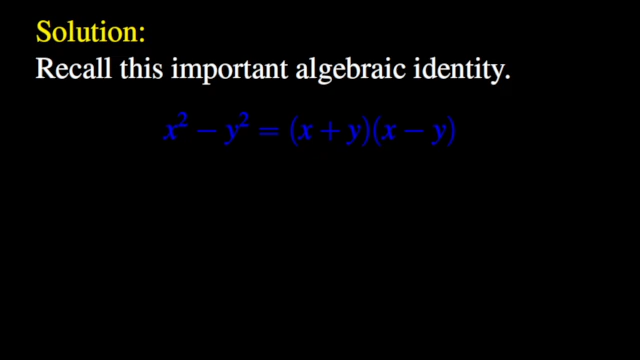 Solution:
Recall this important algebraic identity.
x² − y² = (x + y)(x − y)